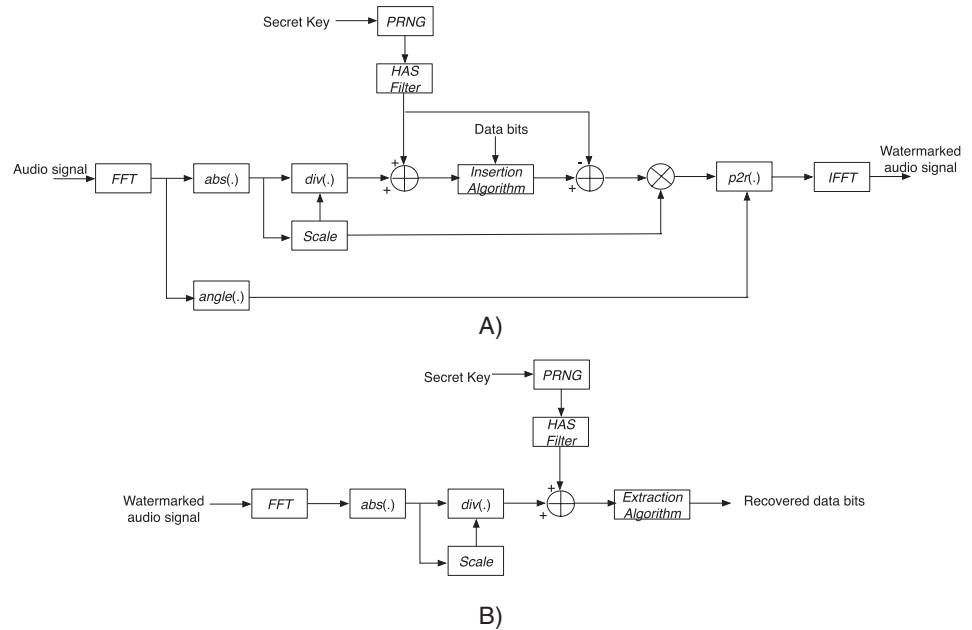 Secret Key
PRNG
HAS
Filter
Data bits
Audio signal
FFT
abs(.)
div(.)
+
+
Insertion
Algorithm
-
+
p2r(.)
IFFT
Watermarked
audio signal
Scale
angle(.)
A)
Secret Key
PRNG
HAS
Filter
Watermarked
audio signal
FFT
abs(.)
div(.)
+
+
Extraction
Algorithm
Recovered data bits
Scale
B)